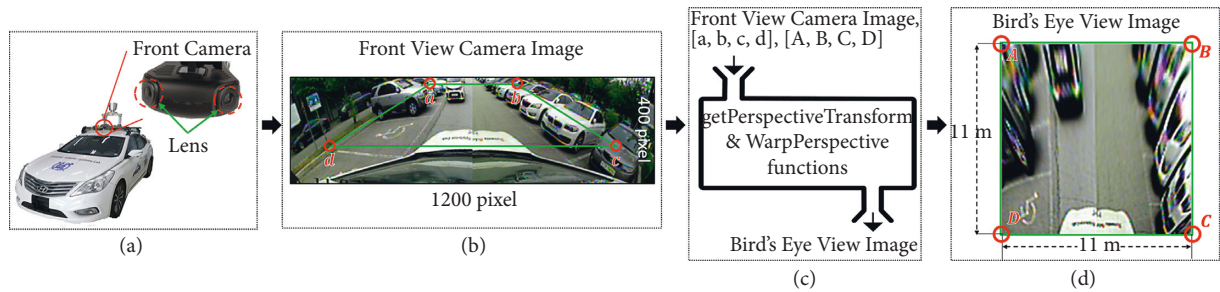 Front Camera
Lens
(a)
Front View Camera Image
a
b
d
c
400 pixel
1200 pixel
(b)
Front View Camera Image,
[a, b, c, d], [A, B, C, D]
getPerspectiveTransform
& WarpPerspective
functions
Bird's Eye View Image
(c)
Bird's Eye View Image
A
B
11 m
D
C
11 m
(d)